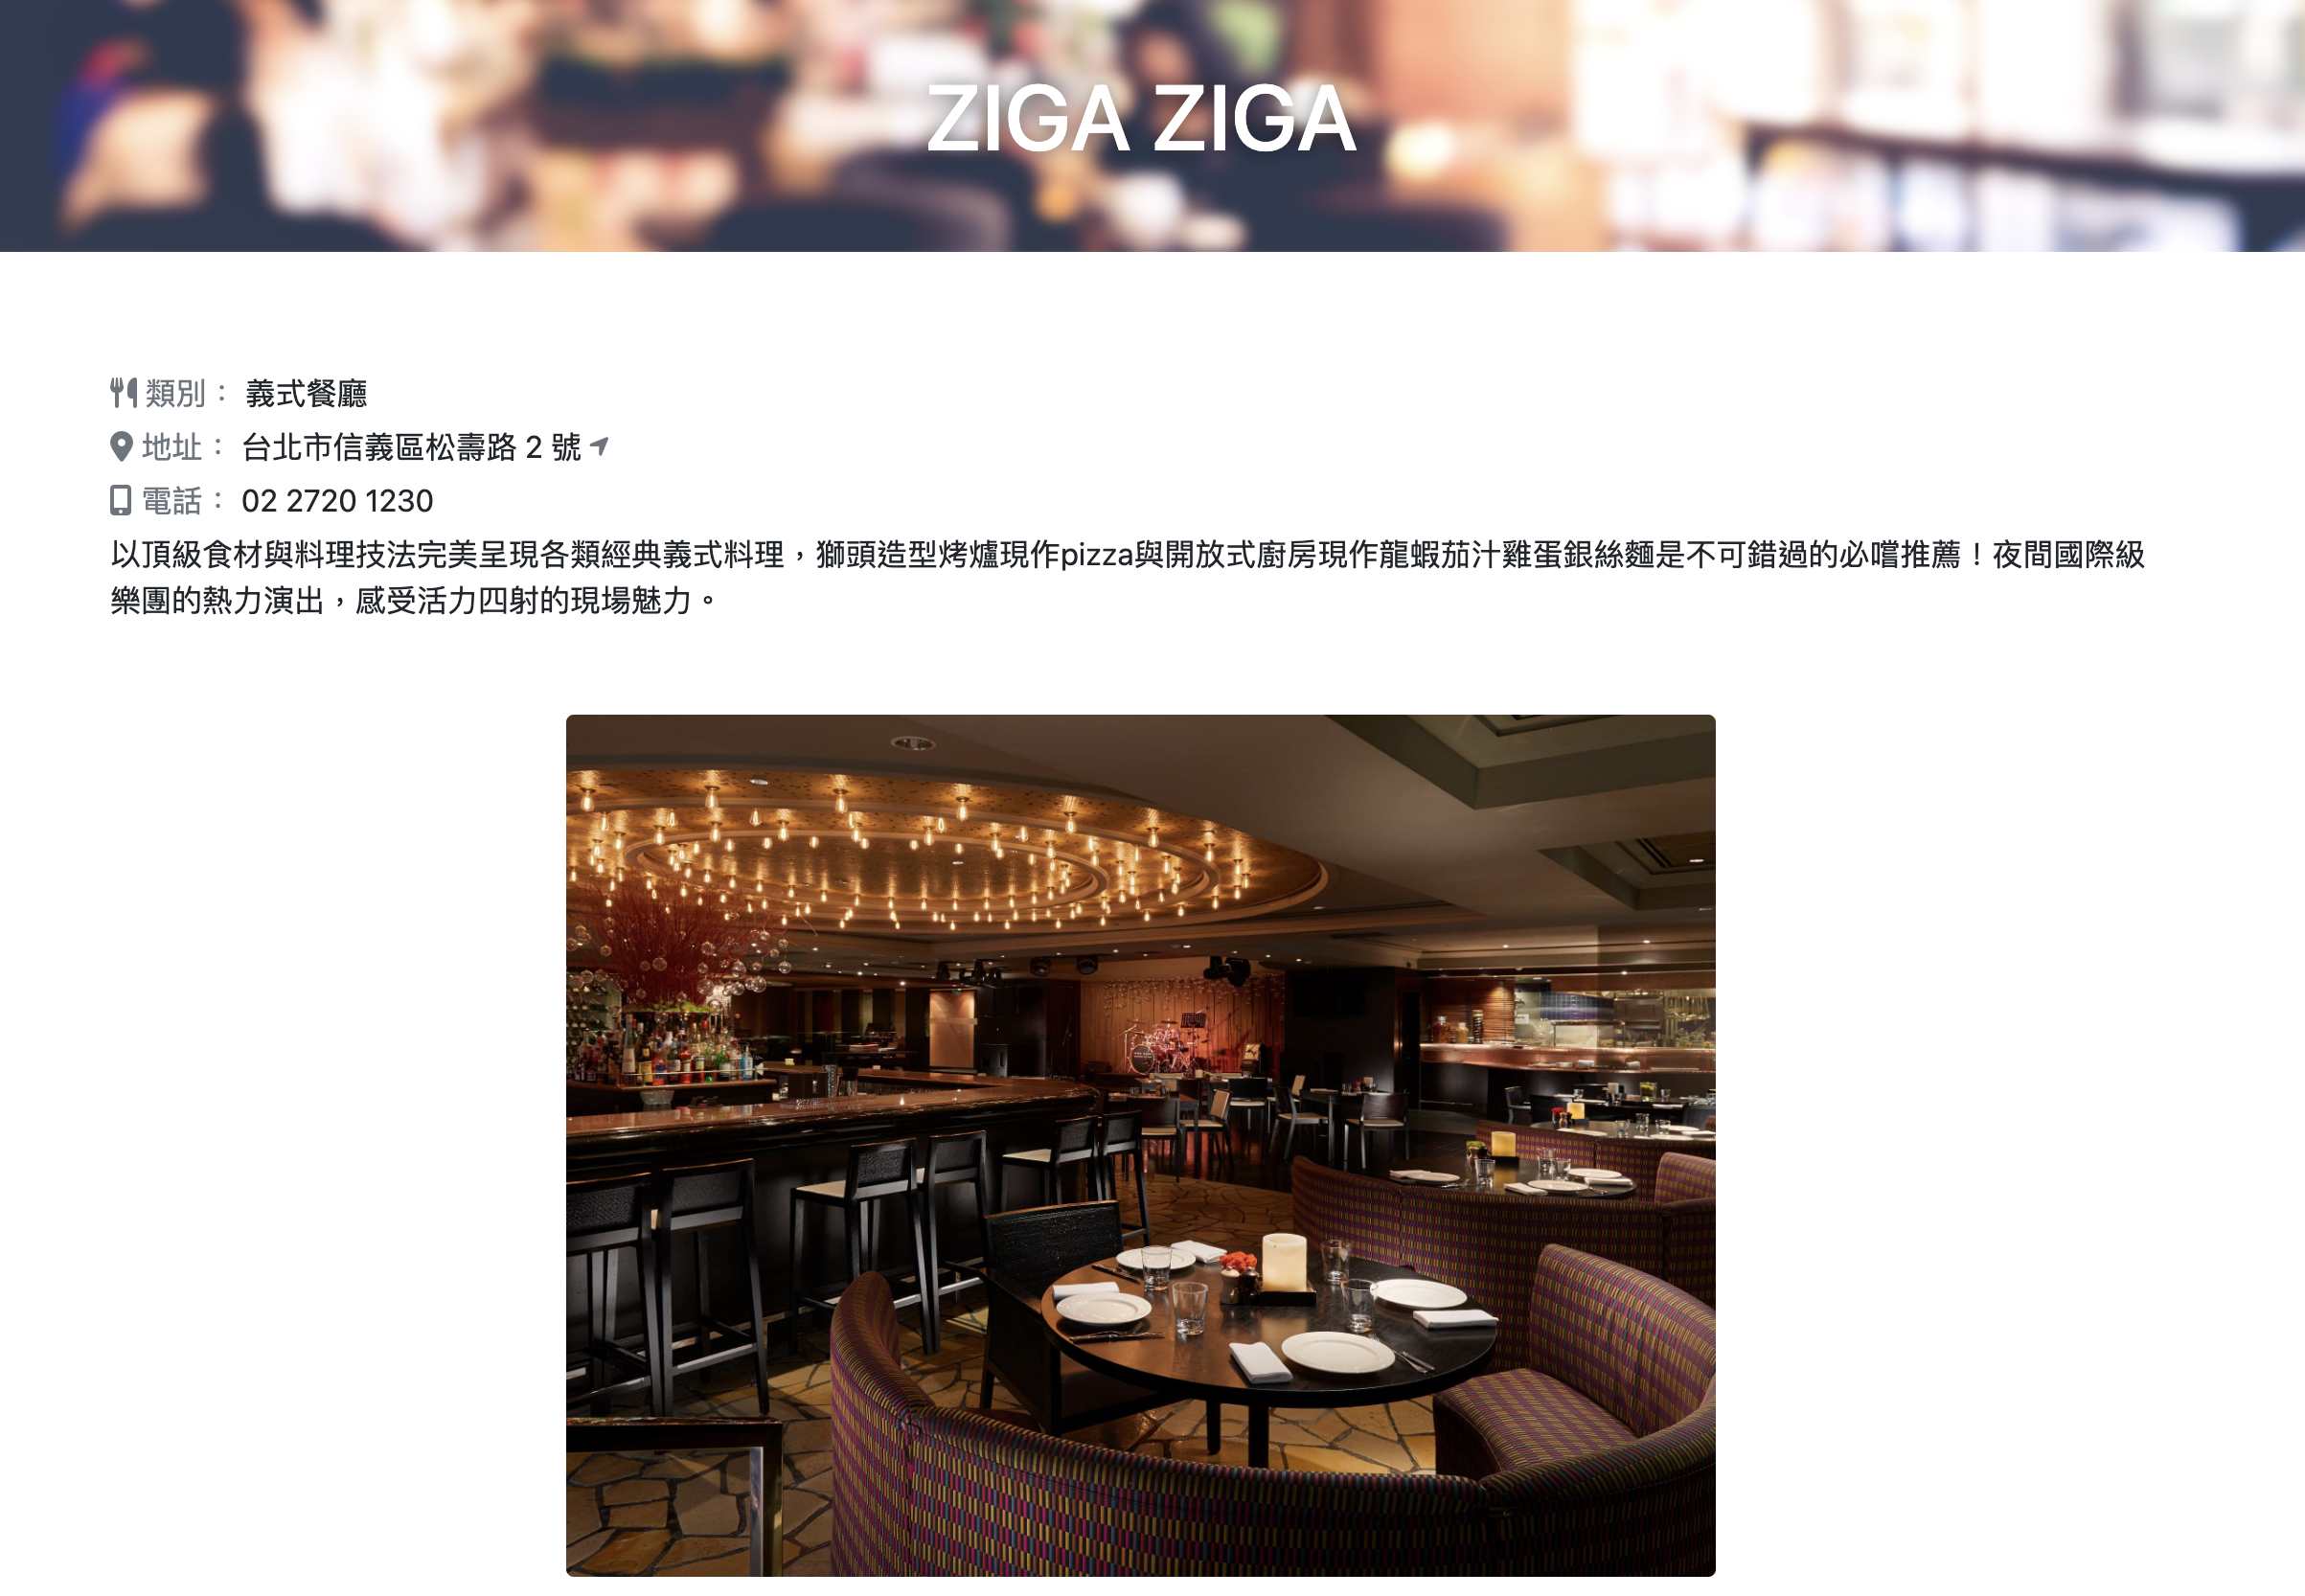 ZIGA ZIGA
類別： 義式餐廳
地址： 台北市信義區松壽路 2 號
電話： 02 2720 1230
以頂級食材與料理技法完美呈現各類經典義式料理，獅頭造型烤爐現作pizza與開放式廚房現作龍蝦茄汁雞蛋銀絲麵是不可錯過的必嚐推薦！夜間國際級
樂團的熱力演出，感受活力四射的現場魅力。